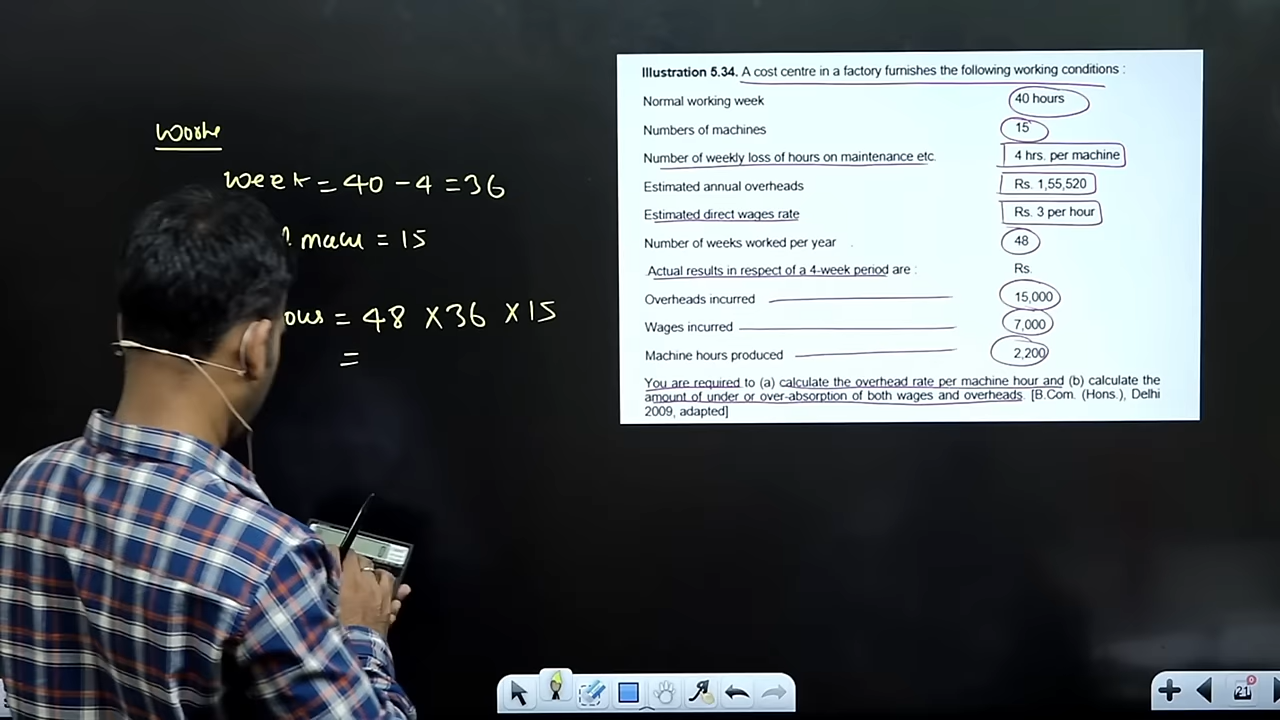 Week = 40 - 4 = 36
mach = 15
= 48 X 36 X 15
=
Illustration 5.34. A cost centre in a factory furnishes the following working conditions :
Normal working week 40 hours
Numbers of machines 15
Number of weekly loss of hours on maintenance etc. 4 hrs. per machine
Estimated annual overheads Rs. 1,55,520
Estimated direct wages rate Rs. 3 per hour
Number of weeks worked per year 48
Actual results in respect of a 4-week period are : Rs.
Overheads incurred 15,000
Wages incurred 7,000
Machine hours produced 2,200
You are required to (a) calculate the overhead rate per machine hour and (b) calculate the
amount of under or over-absorption of both wages and overheads. [B.Com. (Hons.), Delhi
2009, adapted]
21